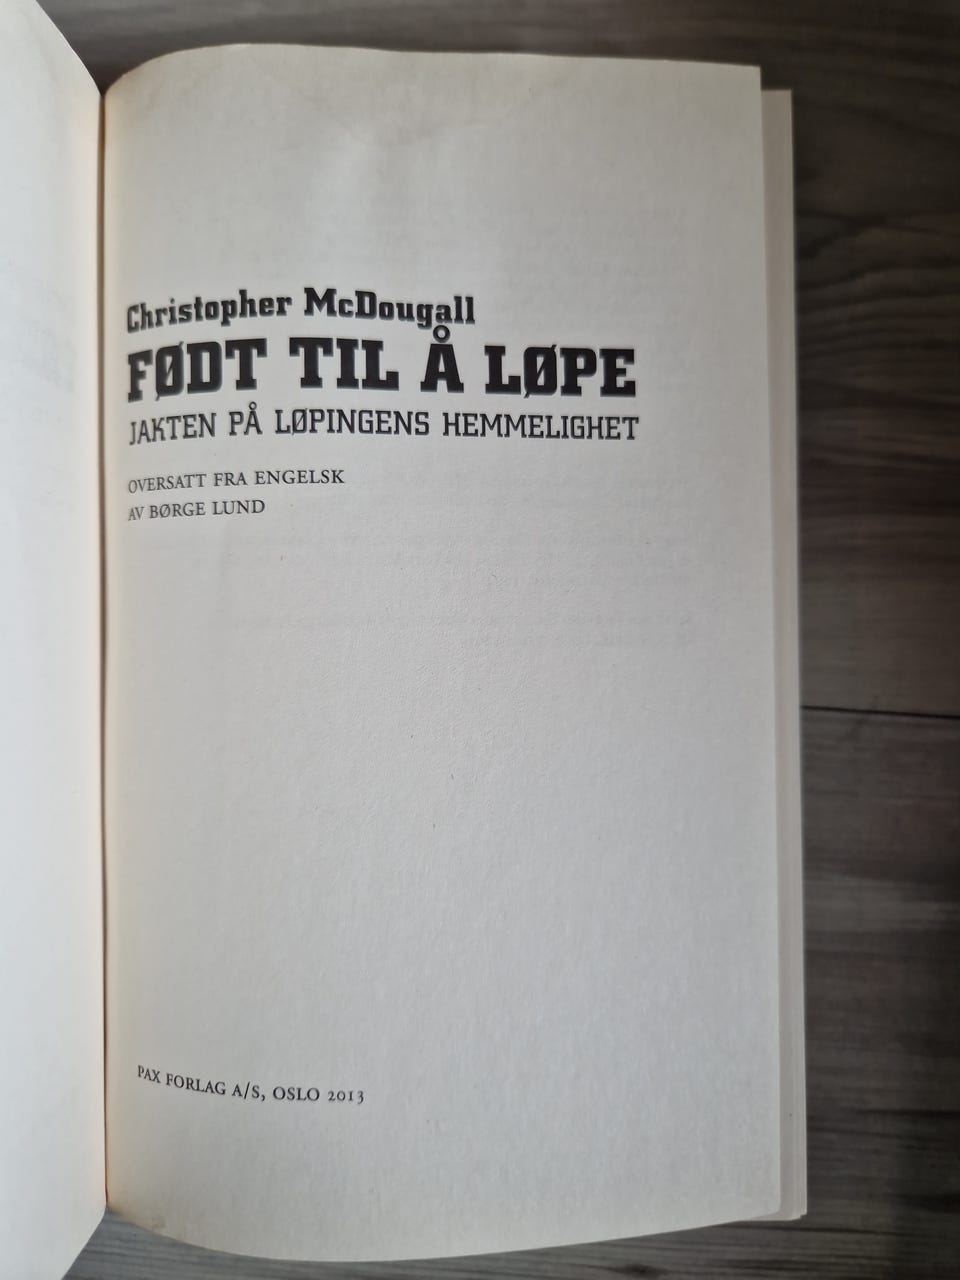 Christopher McDougall
FØDT TIL Å LØPE
JAKTEN PÅ LØPINGENS HEMMELIGHET
OVERSATT FRA ENGELSK
AV BØRGE LUND
PAX FORLAG A/S, OSLO 2013